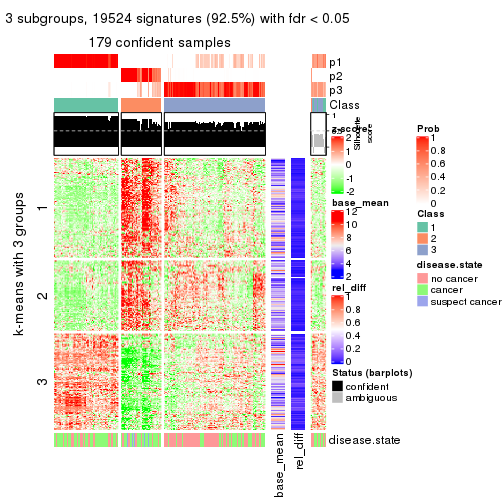 3 subgroups, 19524 signatures (92.5%) with fdr < 0.05
179 confident samples
p1
p2
p3
Class
1
0.5
0
Silhouette
score
z-score
2
1
0
-1
-2
k-means with 3 groups
1
2
3
base_mean
12
10
8
6
4
2
rel_diff
1
0.8
0.6
0.4
0.2
0
Status (barplots)
confident
ambiguous
Prob
1
0.8
0.6
0.4
0.2
0
Class
1
2
3
disease.state
no cancer
cancer
suspect cancer
disease.state
base_mean
rel_diff